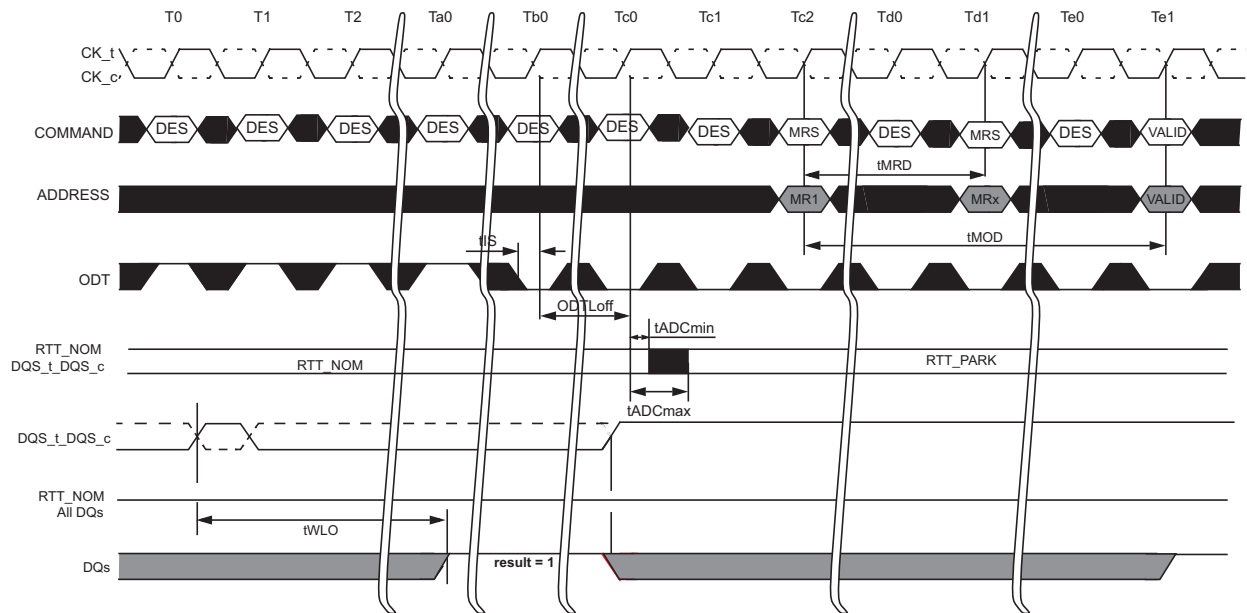 T0 T1 T2 Ta0 Tb0 Tc0 Tc1 Tc2 Td0 Td1 Te0 Te1
CK_t
CK_c
COMMAND DES DES DES DES DES DES DES MRS DES MRS DES VALID
tMRD
ADDRESS MR1 MRx VALID
tIS tMOD
ODT
ODTLoff
tADCmin
RTT_NOM
DQS_t_DQS_c RTT_NOM RTT_PARK
tADCmax
DQS_t_DQS_c
RTT_NOM
All DQs
tWLO
DQs result = 1